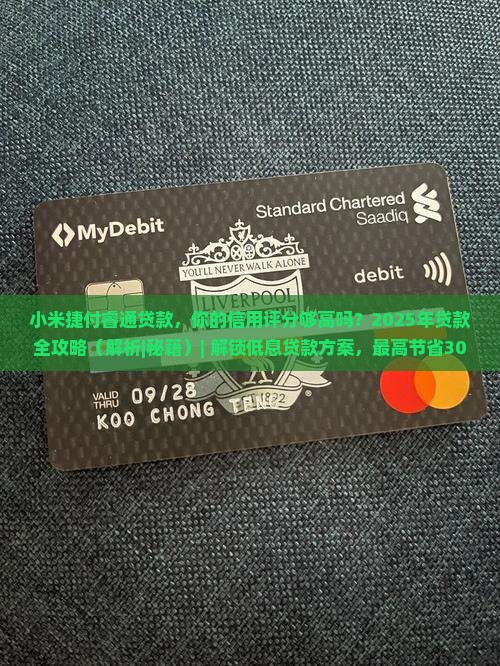 MyDebit
Standard Chartered
Saadiq
YOU'LL NEVER WALK ALONE
debit
LIVERPOOL
小米捷付睿通贷款，你的信用评分够高吗？2025年贷款
全攻略（解析|秘籍）| 解锁低息贷款方案，最高节省30
VALID
THRU
09/28
KOO CHONG
1892